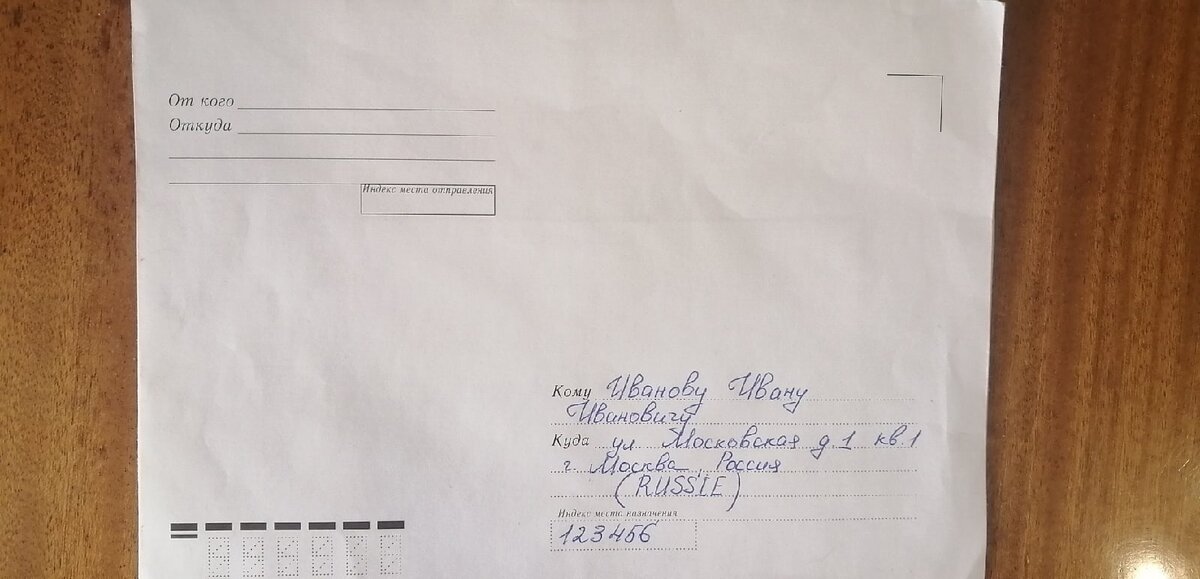 От кого
Откуда
Индекс места отправления
Кому Иванову Ивану
Ивановичу
Куда ул Московская д.1 кв.1
г. Москва, Россия
(RUSSIE)
Индекс места назначения
123456